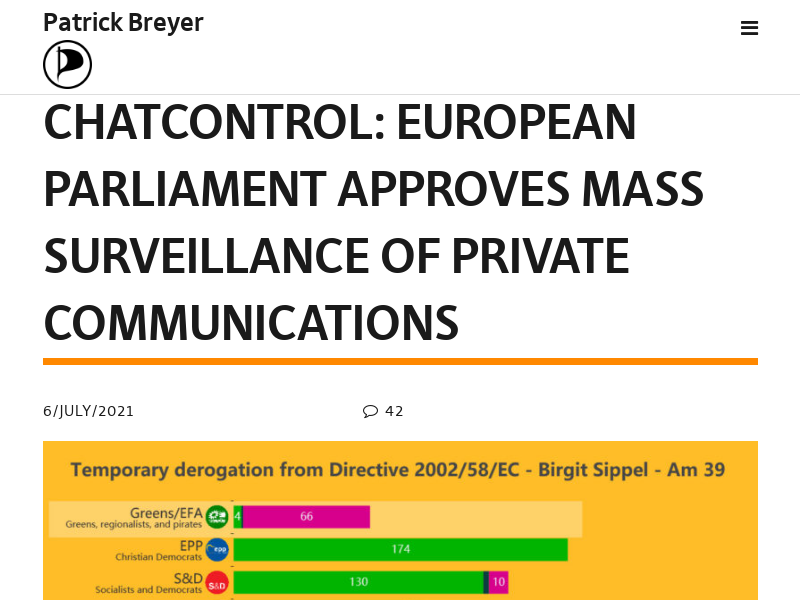 Patrick Breyer
CHATCONTROL: EUROPEAN
PARLIAMENT APPROVES MASS
SURVEILLANCE OF PRIVATE
COMMUNICATIONS
6/JULY/2021
42
Temporary derogation from Directive 2002/58/EC - Birgit Sippel - Am 39
Greens/EFA
Greens, regionalists, and pirates
4
66
EPP
Christian Democrats
epp
174
S&D
Socialists and Democrats
S&D
130
10